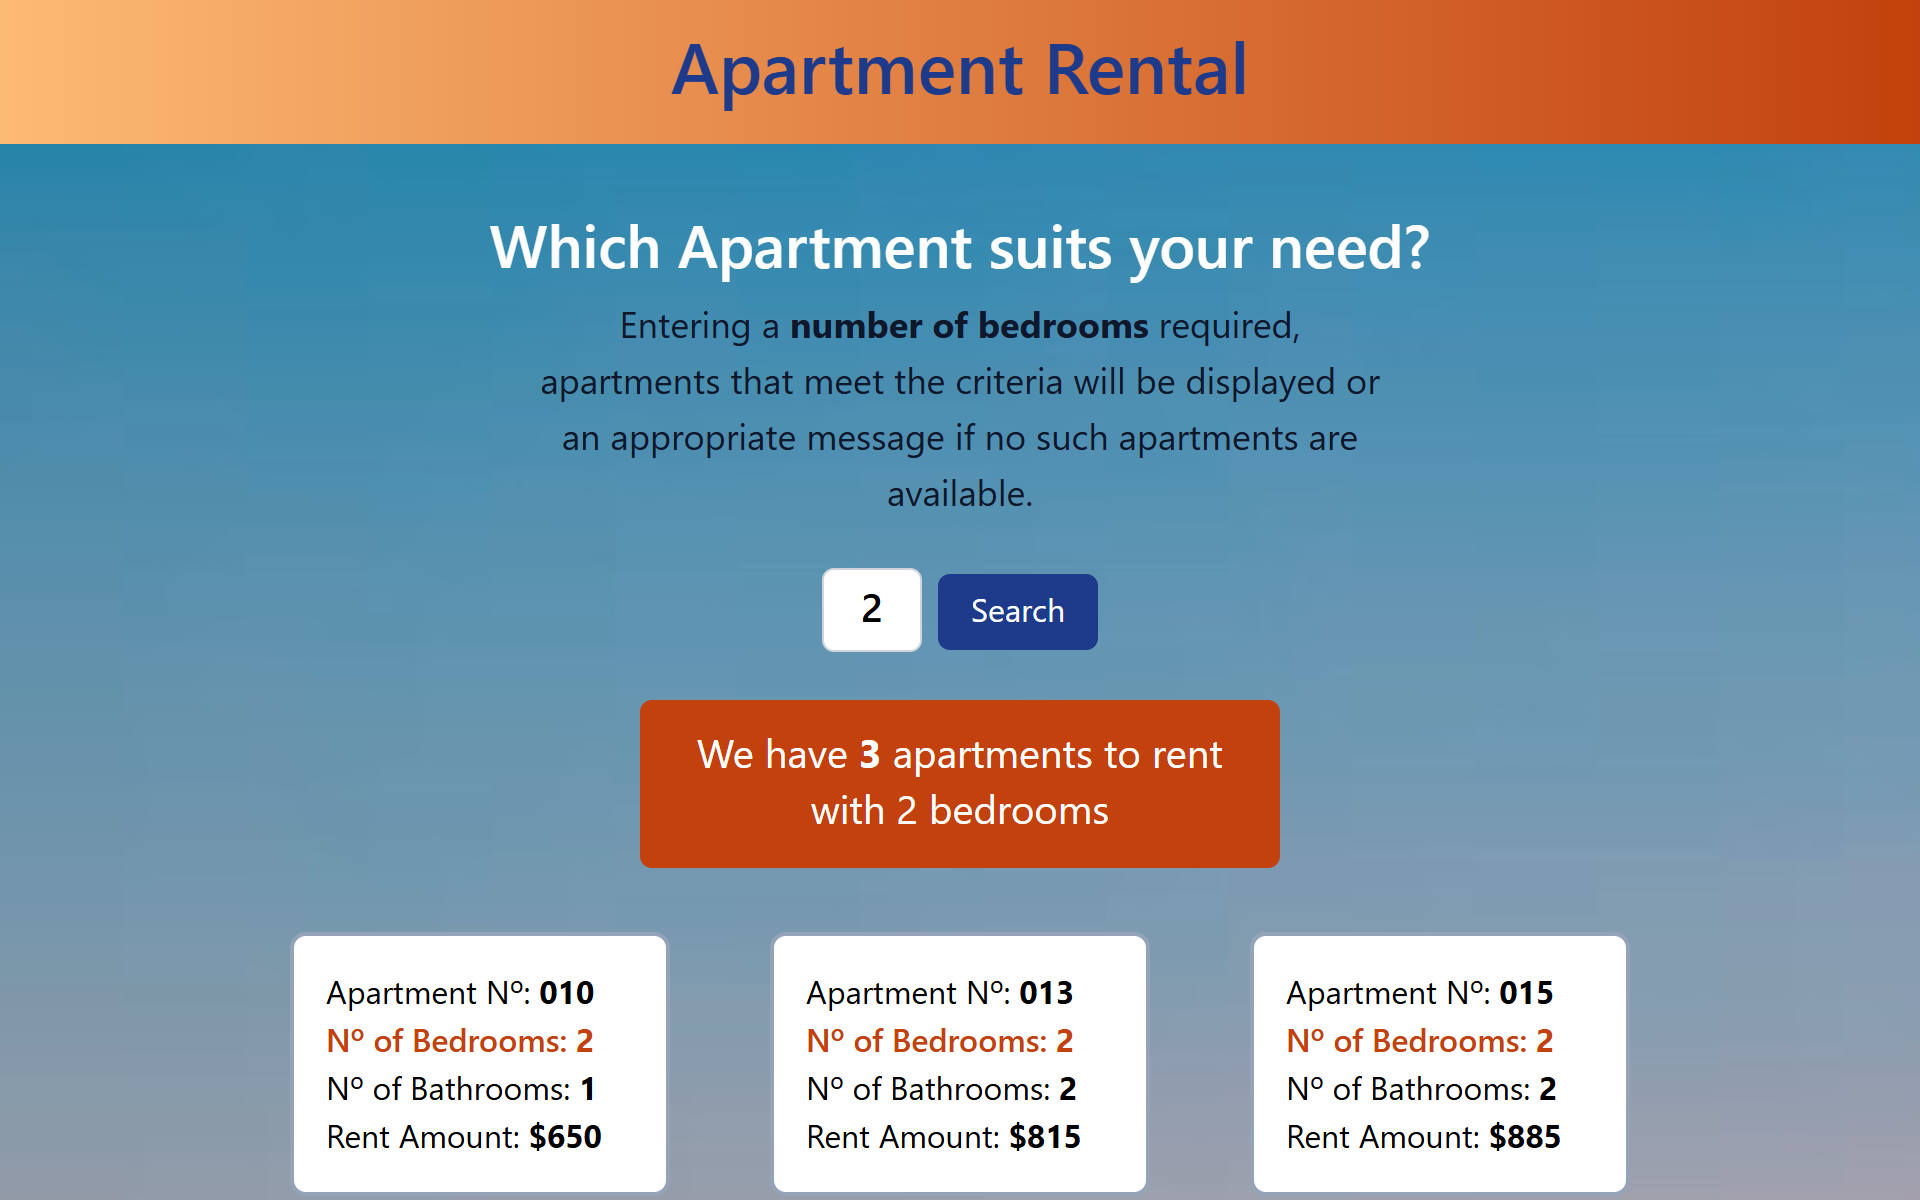 Apartment Rental
Which Apartment suits your need?
Entering a number of bedrooms required,
apartments that meet the criteria will be displayed or
an appropriate message if no such apartments are
available.
2
Search
We have 3 apartments to rent
with 2 bedrooms
Apartment Nº: 010
Nº of Bedrooms: 2
Nº of Bathrooms: 1
Rent Amount: $650
Apartment Nº: 013
Nº of Bedrooms: 2
Nº of Bathrooms: 2
Rent Amount: $815
Apartment Nº: 015
Nº of Bedrooms: 2
Nº of Bathrooms: 2
Rent Amount: $885